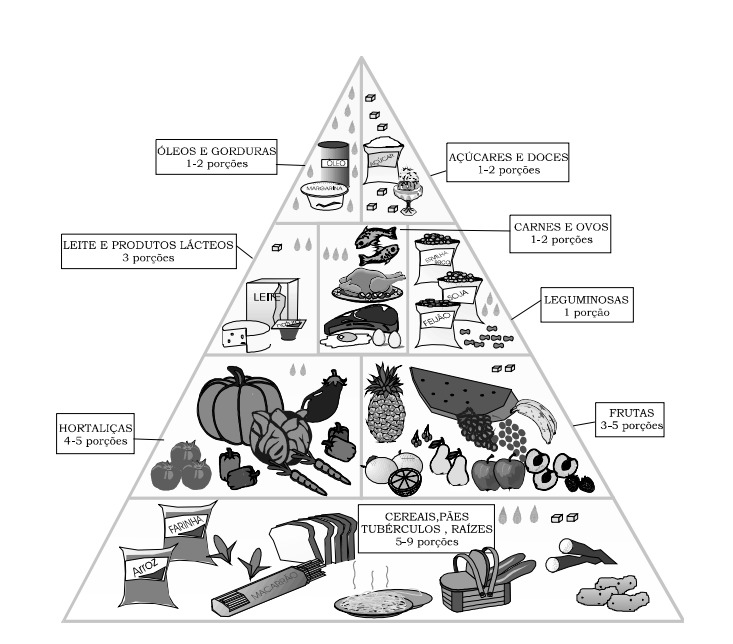 ÓLEOS E GORDURAS
1-2 porções
ÓLEO
MARGARINA
AÇÚCAR
AÇÚCARES E DOCES
1-2 porções
LEITE E PRODUTOS LÁCTEOS
3 porções
LEITE
CARNES E OVOS
1-2 porções
ERVILHA
SOJA
FEIJÃO
LEGUMINOSAS
1 porção
HORTALIÇAS
4-5 porções
FRUTAS
3-5 porções
CEREAIS,PÃES
TUBÉRCULOS , RAÍZES
5-9 porções
FARINHA
Arroz
MACARRÃO